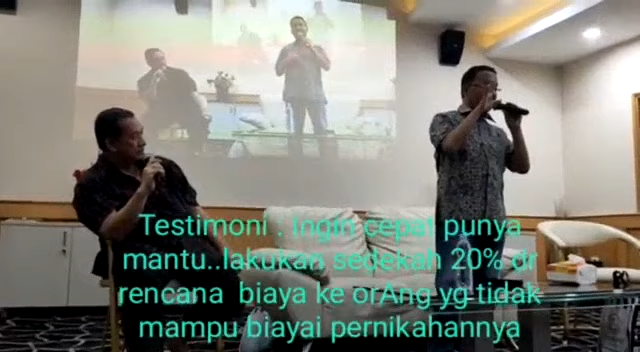 Testimoni . Ingin cepat punya
mantu..lakukan sedekah 20% dr
rencana biaya ke orAng yg tidak
mampu biayai pernikahannya